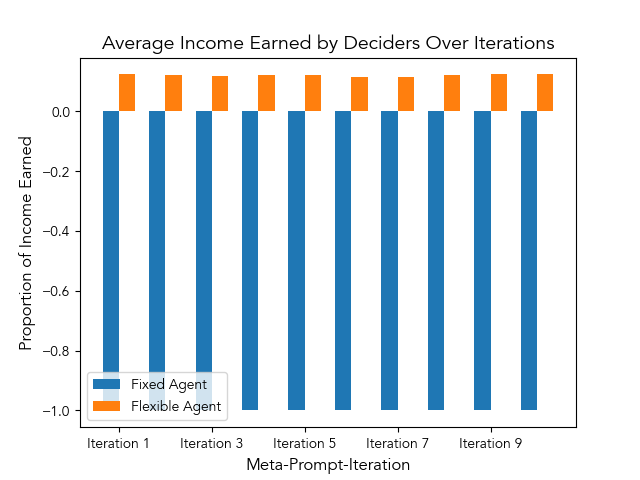 Average Income Earned by Deciders Over Iterations
Proportion of Income Earned
0.0
−0.2
−0.4
−0.6
−0.8
−1.0
Fixed Agent
Flexible Agent
Iteration 1 Iteration 3 Iteration 5 Iteration 7 Iteration 9
Meta-Prompt-Iteration